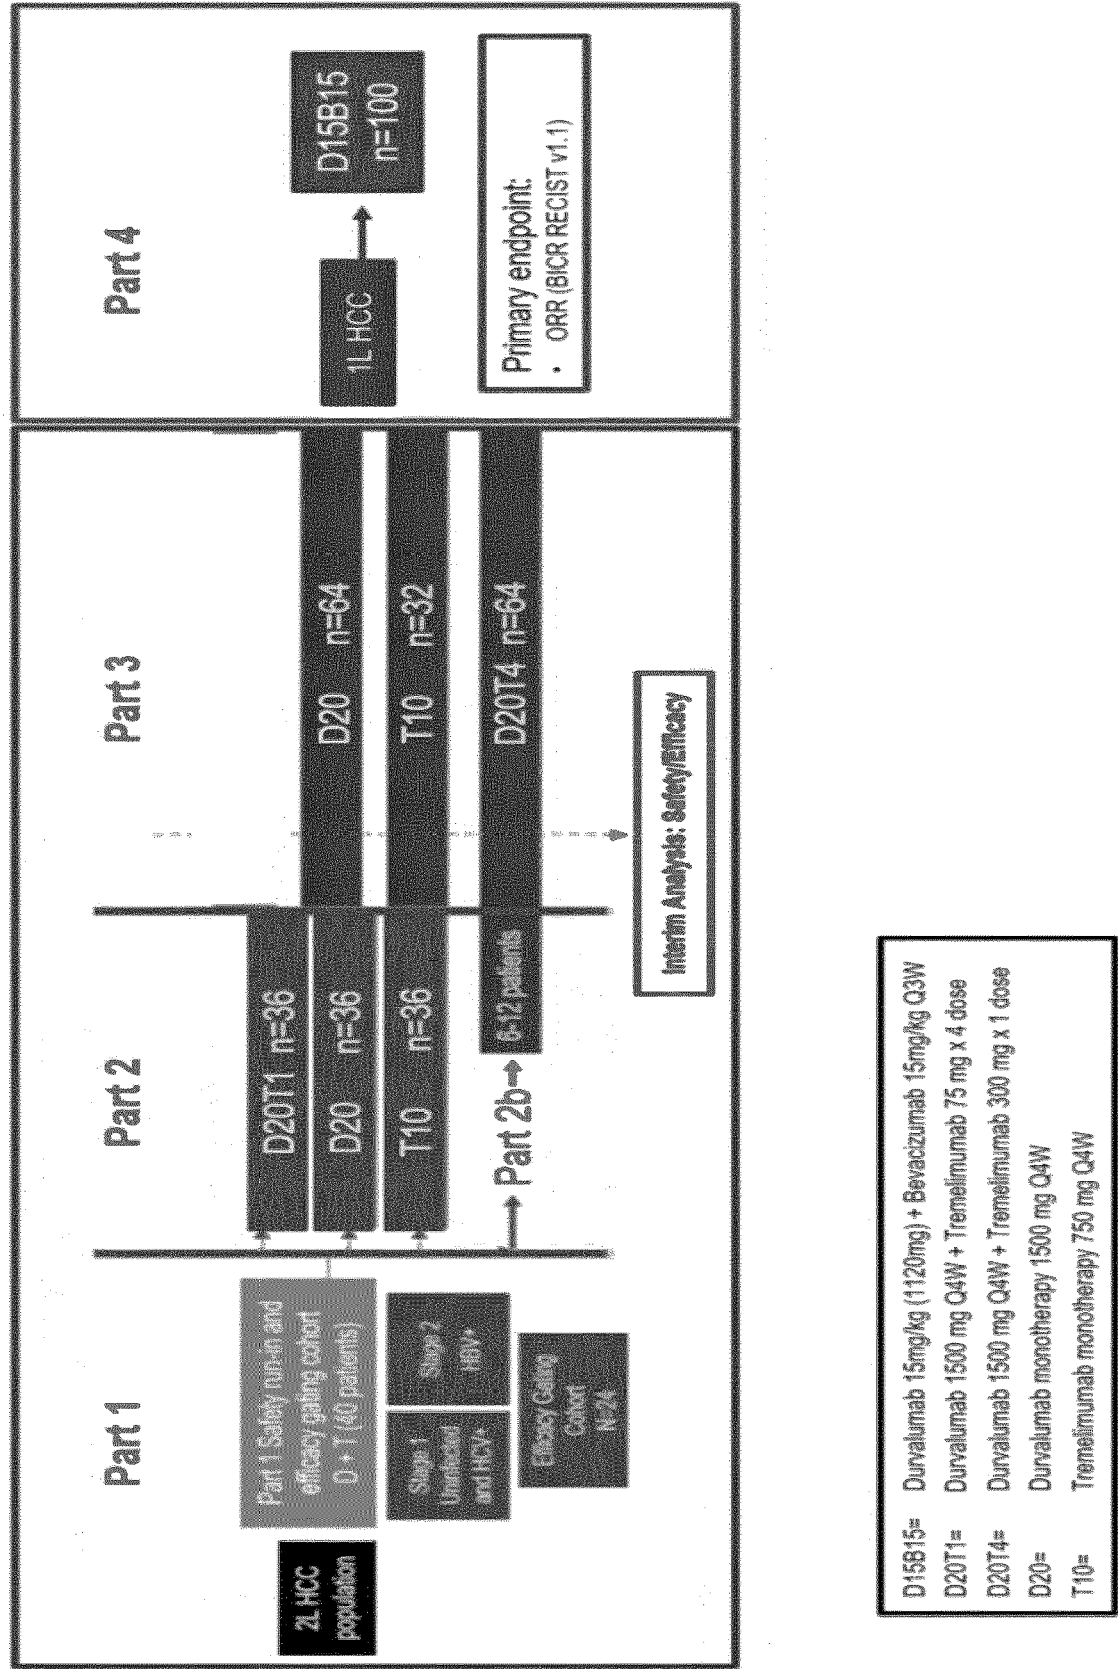 Part 1
Part 2
Part 3
Part 4
2L HCC
population
Part 1 Safety run-in and
efficacy gating cohort
D + T (40 patients)
Stage 1
Uninfected
and HCV+
Stage 2
HBV+
Efficacy Gating
Cohort
N=24
D20T1 n=36
D20 n=36
T10 n=36
Part 2b→
6-12 patients
D20 n=64
T10 n=32
D20T4 n=64
Interim Analysis: Safety/Efficacy
1L HCC
D15B15
n=100
Primary endpoint:
• ORR (BICR RECIST v1.1)
D15B15= Durvalumab 15mg/kg (1120mg) + Bevacizumab 15mg/kg Q3W
D20T1= Durvalumab 1500 mg Q4W + Tremelimumab 75 mg x 4 dose
D20T4= Durvalumab 1500 mg Q4W + Tremelimumab 300 mg x 1 dose
D20= Durvalumab monotherapy 1500 mg Q4W
T10= Tremelimumab monotherapy 750 mg Q4W